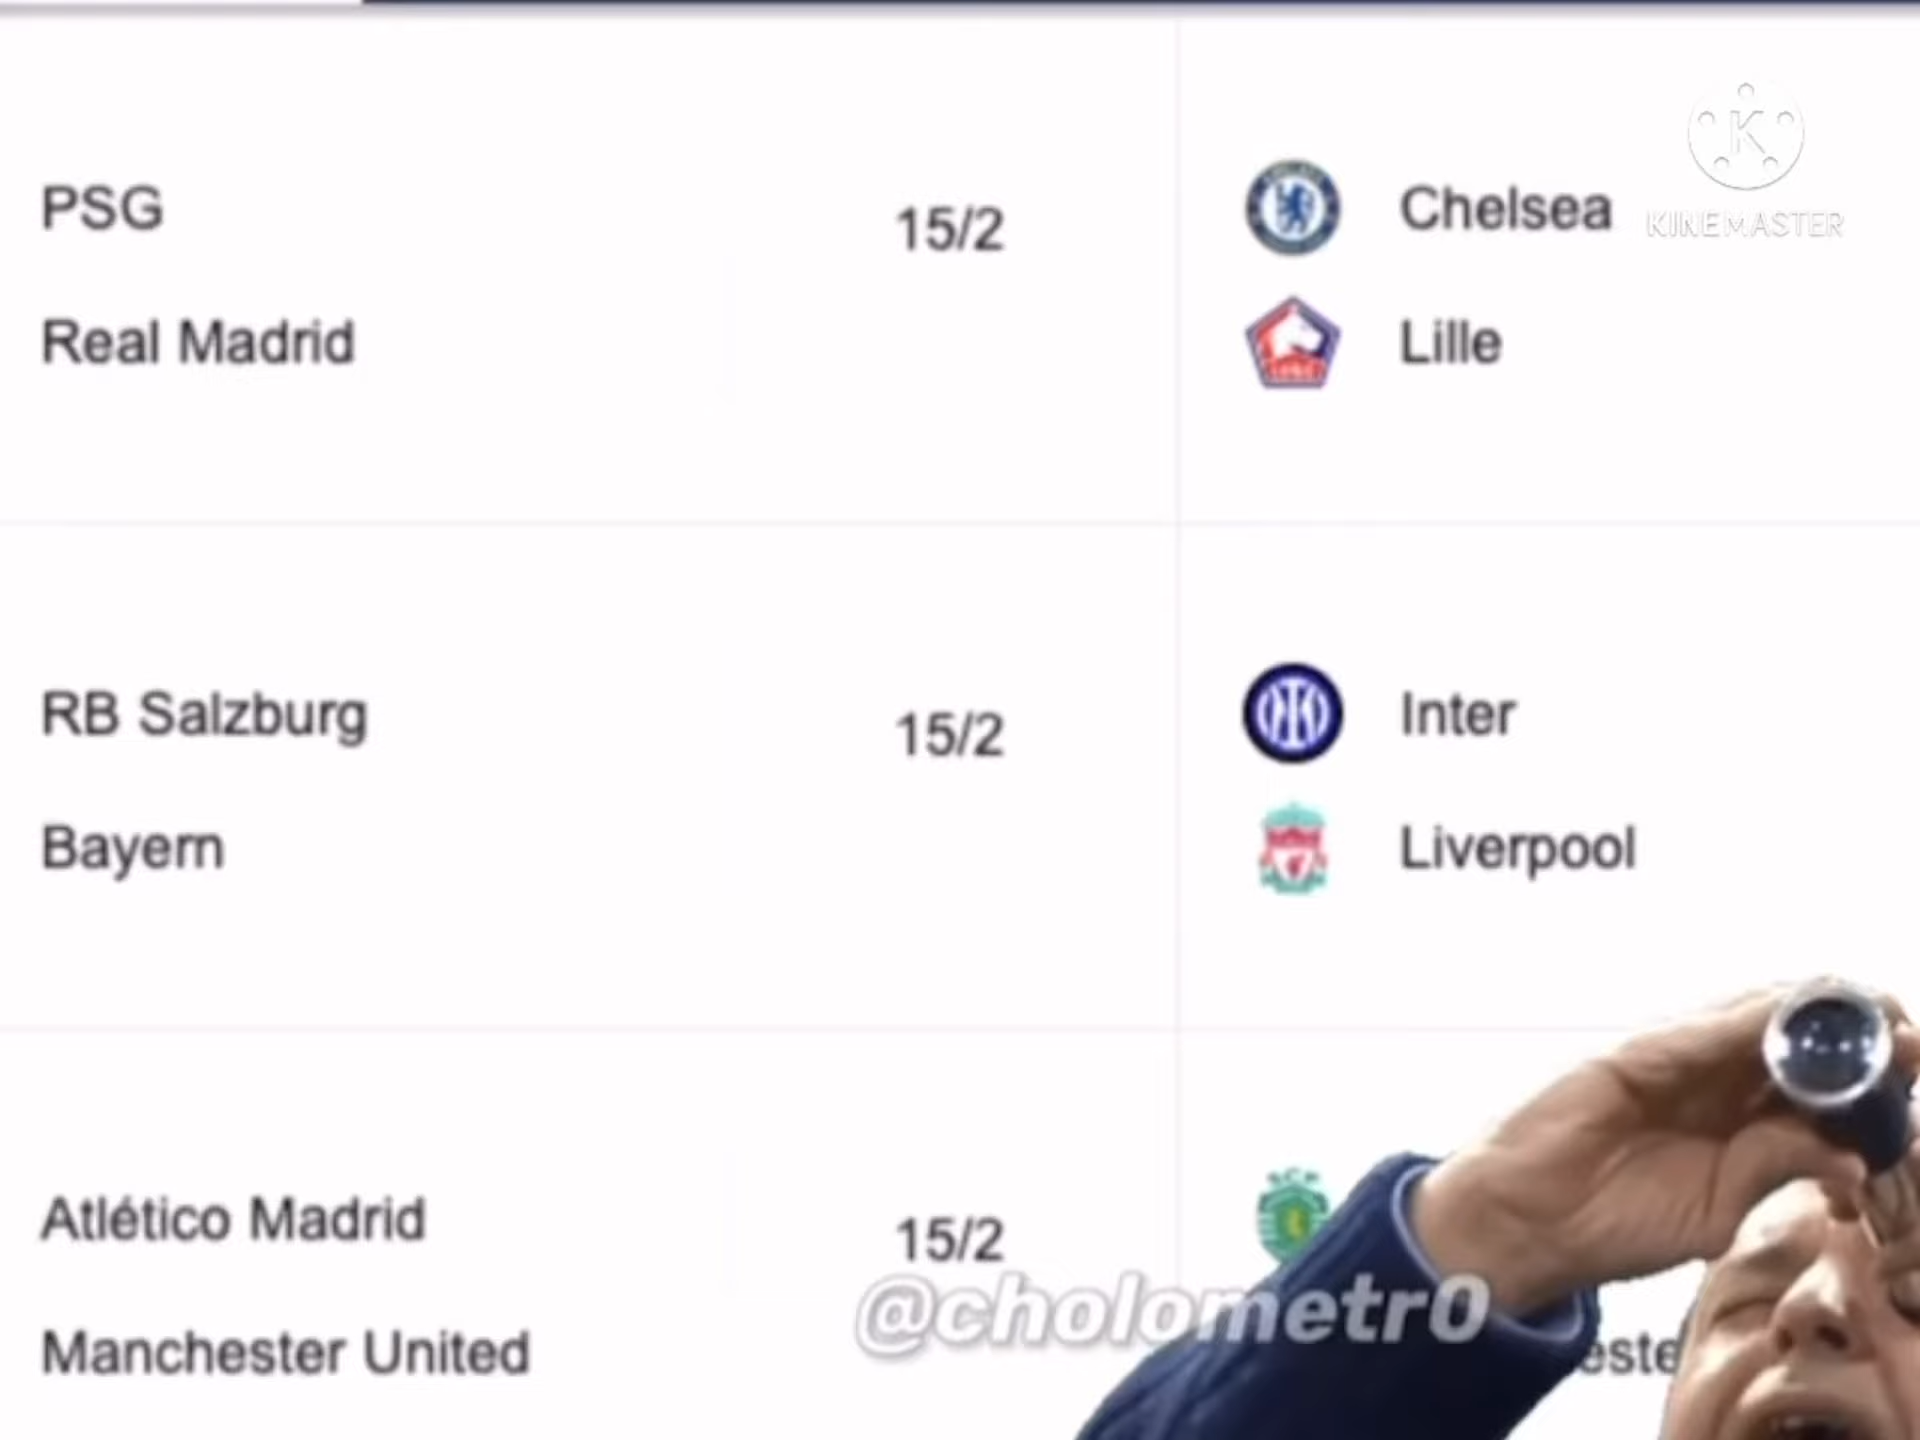 PSG
15/2
Chelsea
KINEMASTER
Real Madrid
Lille
RB Salzburg
15/2
Inter
Bayern
Liverpool
Atlético Madrid
15/2
@cholometr0
Manchester United